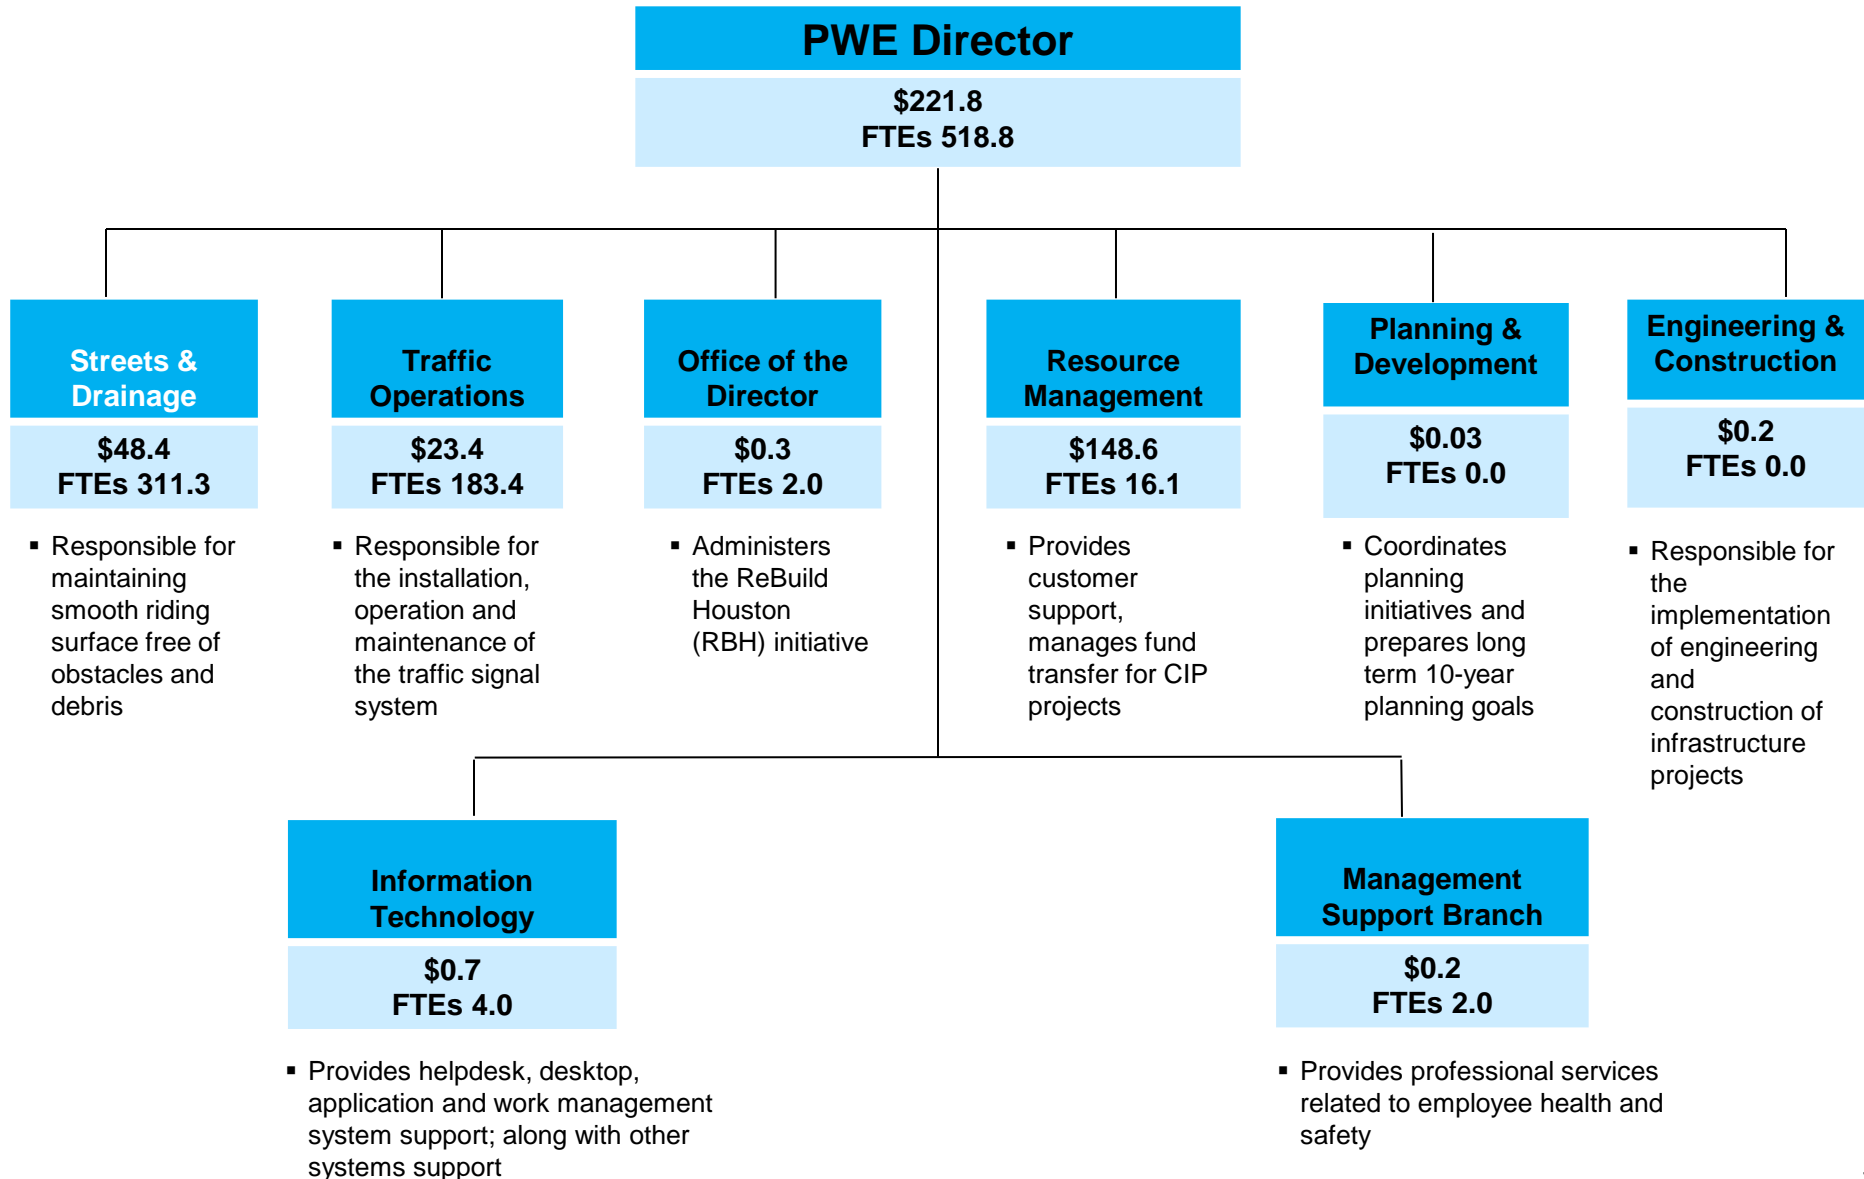 PWE Director
$221.8
FTEs 518.8
Streets &
Drainage
$48.4
FTEs 311.3
▪ Responsible for
maintaining
smooth riding
surface free of
obstacles and
debris
Traffic
Operations
$23.4
FTEs 183.4
▪ Responsible for
the installation,
operation and
maintenance of
the traffic signal
system
Office of the
Director
$0.3
FTEs 2.0
▪ Administers
the ReBuild
Houston
(RBH) initiative
Resource
Management
$148.6
FTEs 16.1
▪ Provides
customer
support,
manages fund
transfer for CIP
projects
Planning &
Development
$0.03
FTEs 0.0
▪ Coordinates
planning
initiatives and
prepares long
term 10-year
planning goals
Engineering &
Construction
$0.2
FTEs 0.0
▪ Responsible for
the
implementation
of engineering
and
construction of
infrastructure
projects
Information
Technology
$0.7
FTEs 4.0
▪ Provides helpdesk, desktop,
application and work management
system support; along with other
systems support
Management
Support Branch
$0.2
FTEs 2.0
▪ Provides professional services
related to employee health and
safety